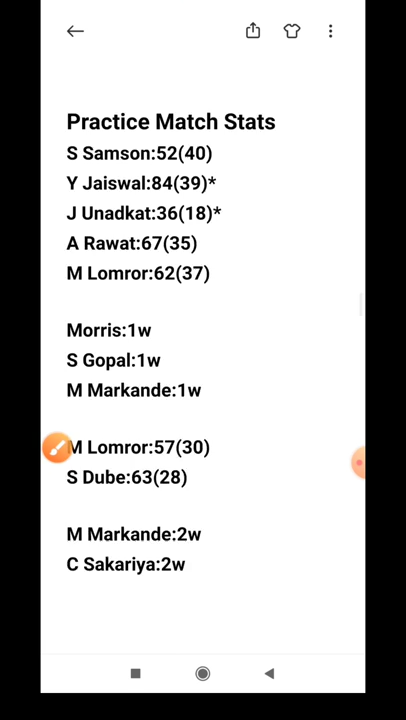 Practice Match Stats
S Samson:52(40)
Y Jaiswal:84(39)*
J Unadkat:36(18)*
A Rawat:67(35)
M Lomror:62(37)
Morris:1w
S Gopal:1w
M Markande:1w
M Lomror:57(30)
S Dube:63(28)
M Markande:2w
C Sakariya:2w